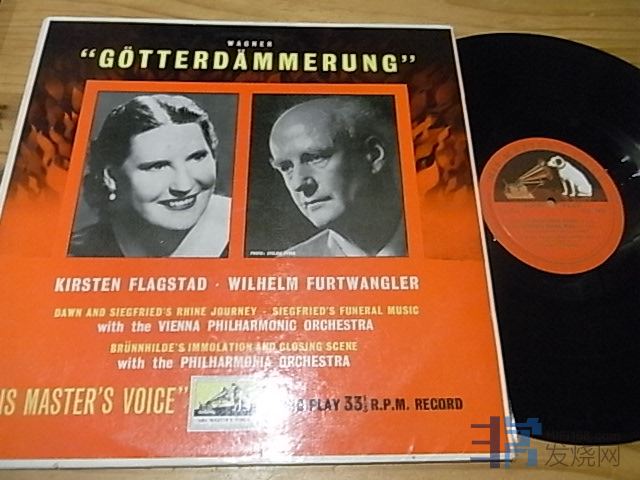 WAGNER
"GÖTTERDÄMMERUNG"
KIRSTEN FLAGSTAD · WILHELM FURTWANGLER
DAWN AND SIEGFRIED'S RHINE JOURNEY - SIEGFRIED'S FUNERAL MUSIC
with the VIENNA PHILHARMONIC ORCHESTRA
BRÜNNHILDE'S IMMOLATION AND CLOSING SCENE
with the PHILHARMONIA ORCHESTRA
IS MASTER'S VOICE"
PLAY 33⅓ R.P.M. RECORD
发烧网